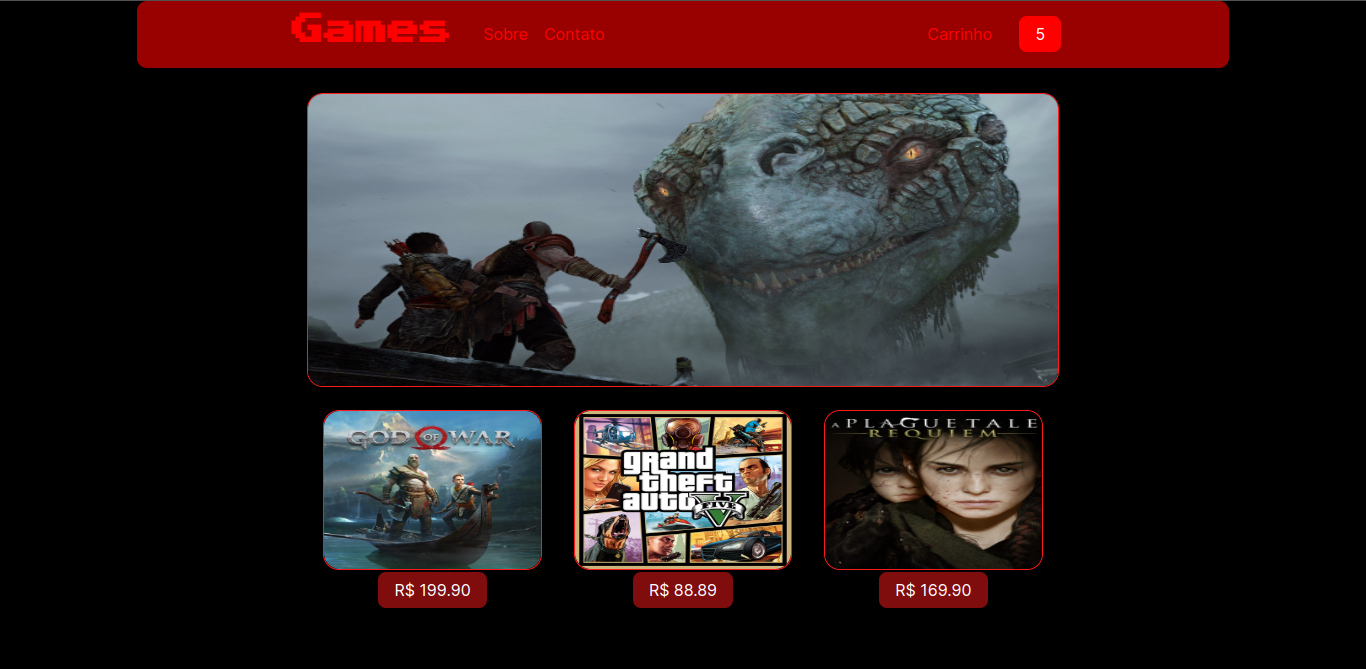 Games Sobre Contato Carrinho 5
GOD OF WAR
grand
theft
auto V
FIVE
A PLAGUE TALE
REQUIEM
R$ 199.90 R$ 88.89 R$ 169.90